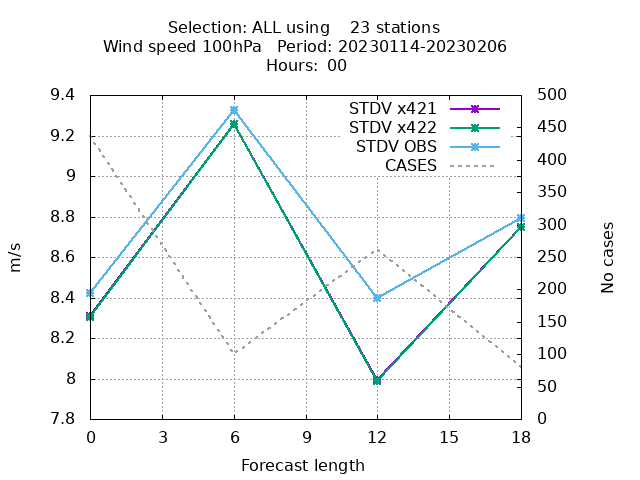 Selection: ALL using    23 stations
Wind speed 100hPa   Period: 20230114-20230206
Hours: 00
STDV x421
STDV x422
STDV OBS
CASES
9.4
9.2
9
8.8
8.6
8.4
8.2
8
7.8
m/s
500
450
400
350
300
250
200
150
100
50
0
No cases
0 3 6 9 12 15 18
Forecast length